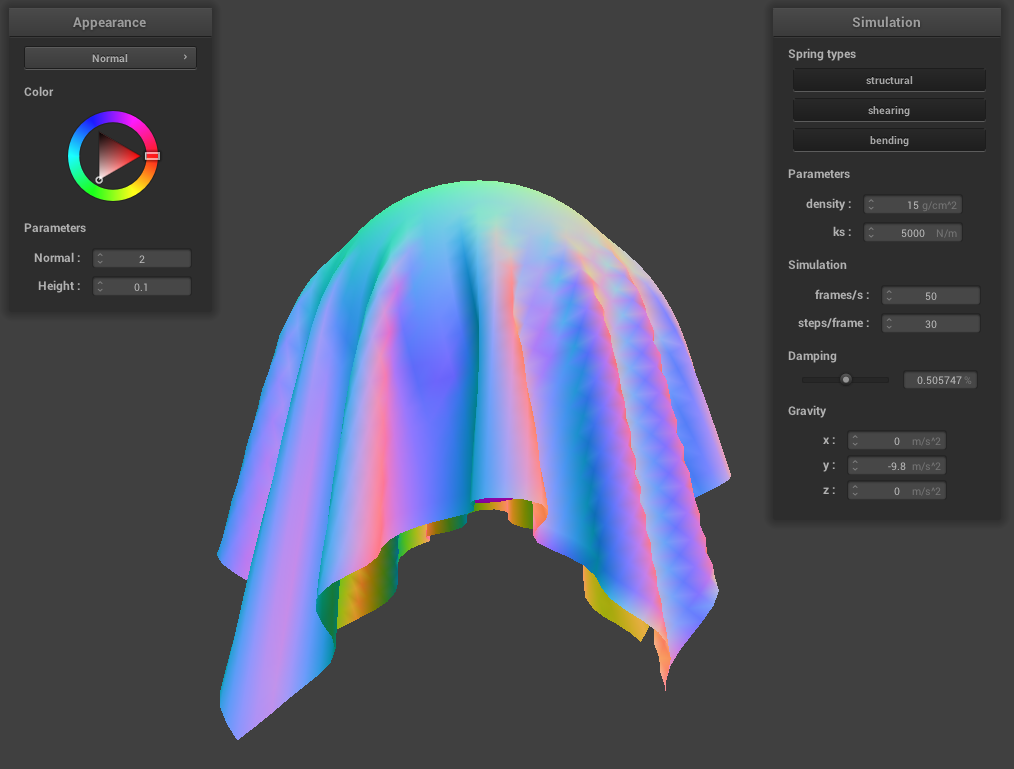 Appearance
Normal
Color
Parameters
Normal : 2
Height : 0.1
Simulation
Spring types
structural
shearing
bending
Parameters
density : 15 g/cm^2
ks : 5000 N/m
Simulation
frames/s : 50
steps/frame : 30
Damping
0.505747 %
Gravity
x : 0 m/s^2
y : -9.8 m/s^2
z : 0 m/s^2